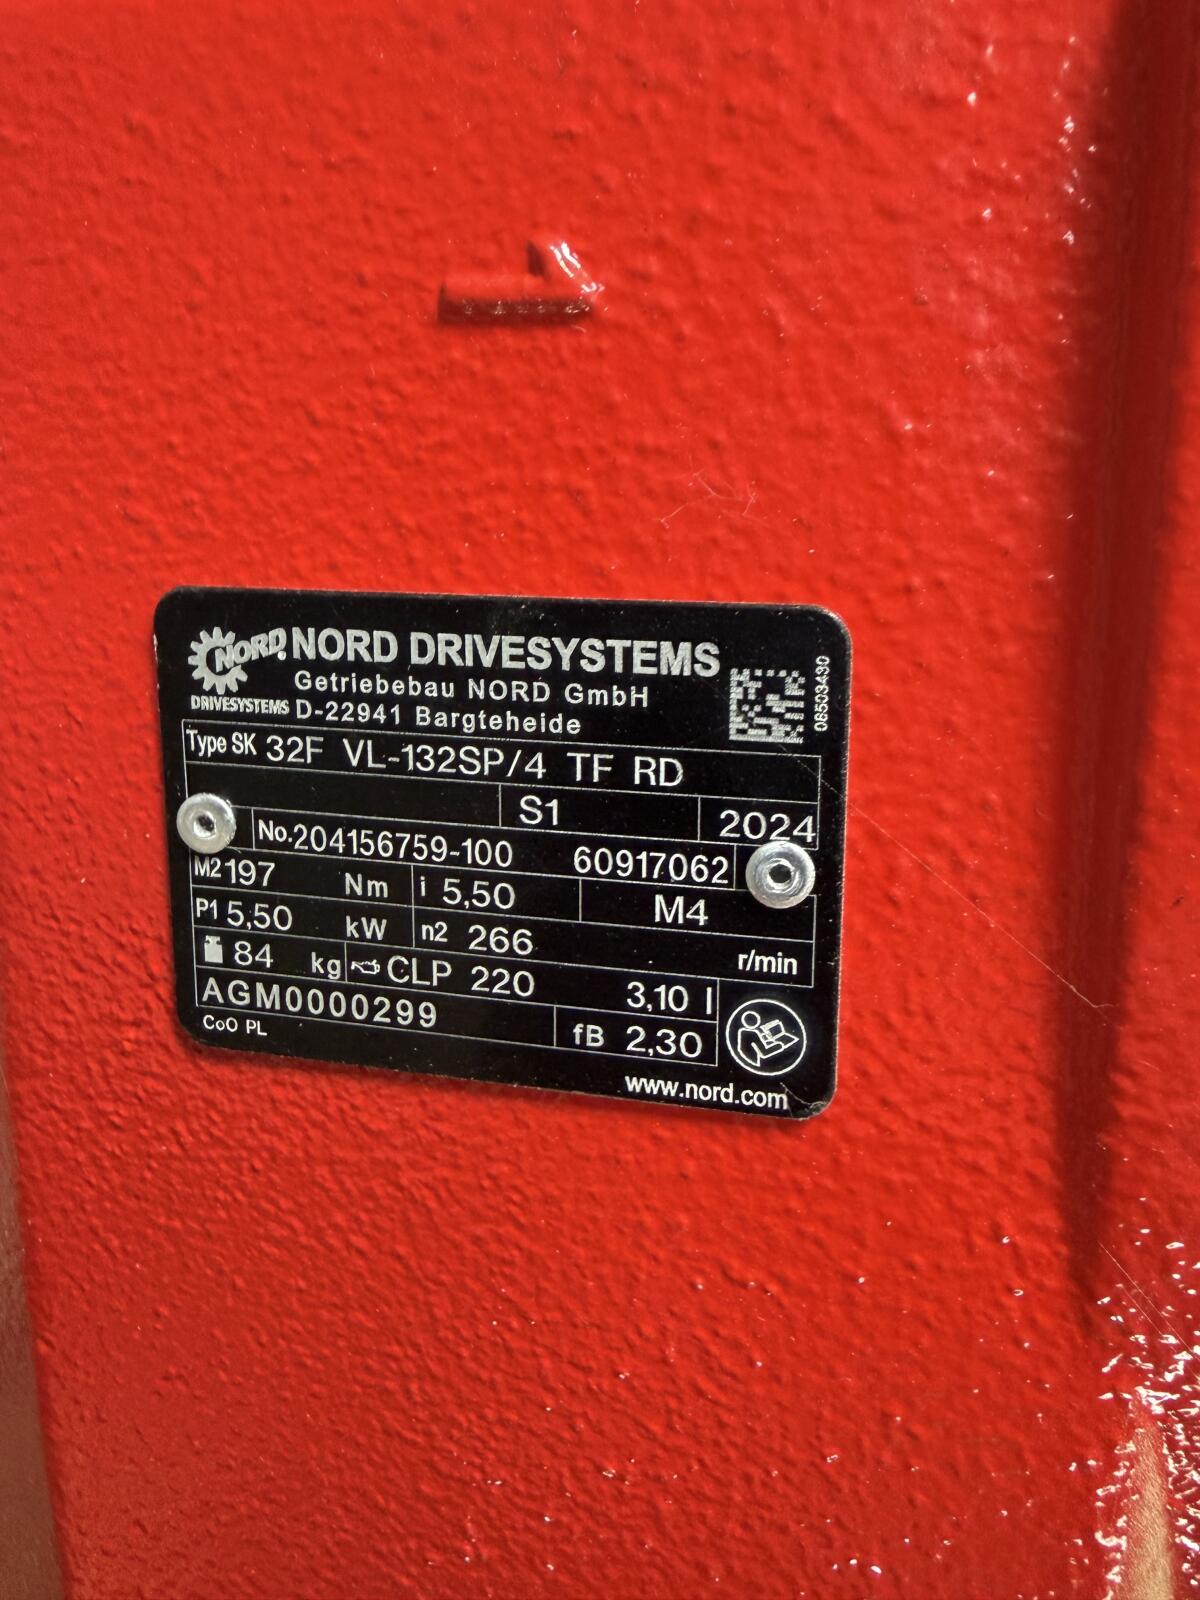 NORD DRIVESYSTEMS
NORD® DRIVESYSTEMS
Getriebebau NORD GmbH
D-22941 Bargteheide
08503430
Type SK 32F VL-132SP/4 TF RD
S1 2024
No. 204156759-100 60917062
M2 197 Nm i 5,50 M4
P1 5,50 kW n2 266 r/min
84 kg CLP 220 3,10 l
AGM0000299 fB 2,30
CoO PL
www.nord.com